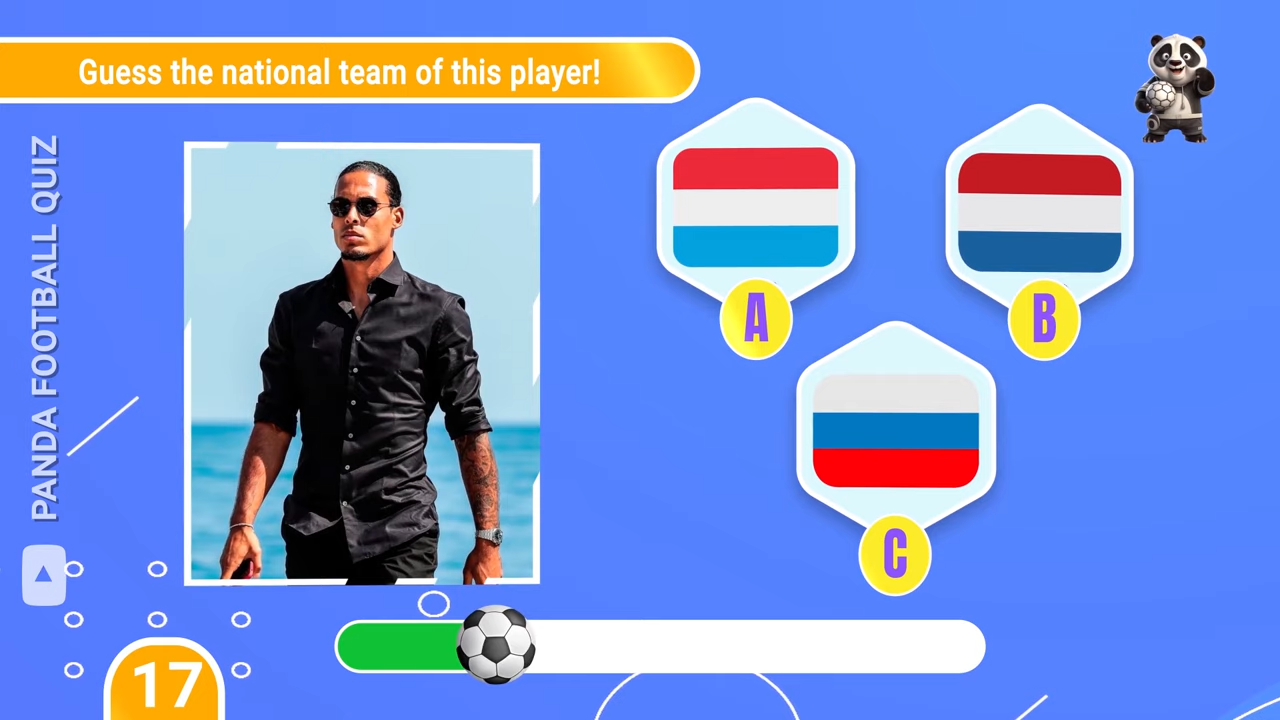 Guess the national team of this player!
PANDA FOOTBALL QUIZ
A
B
C
17